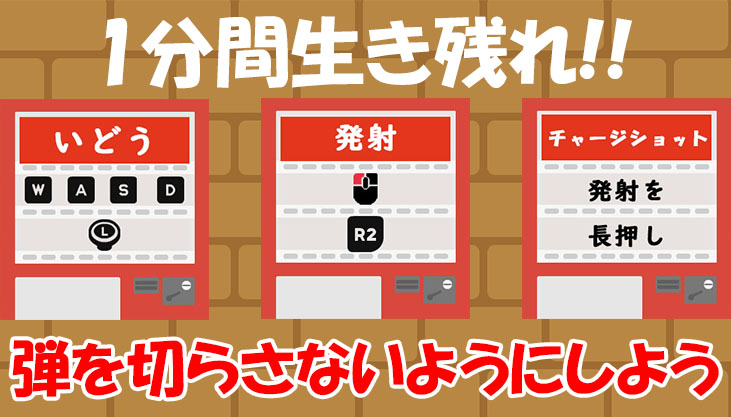 1分間生き残れ!!
いどう
W A S D
L
発射
R2
チャージショット
発射を
長押し
弾を切らさないようにしよう